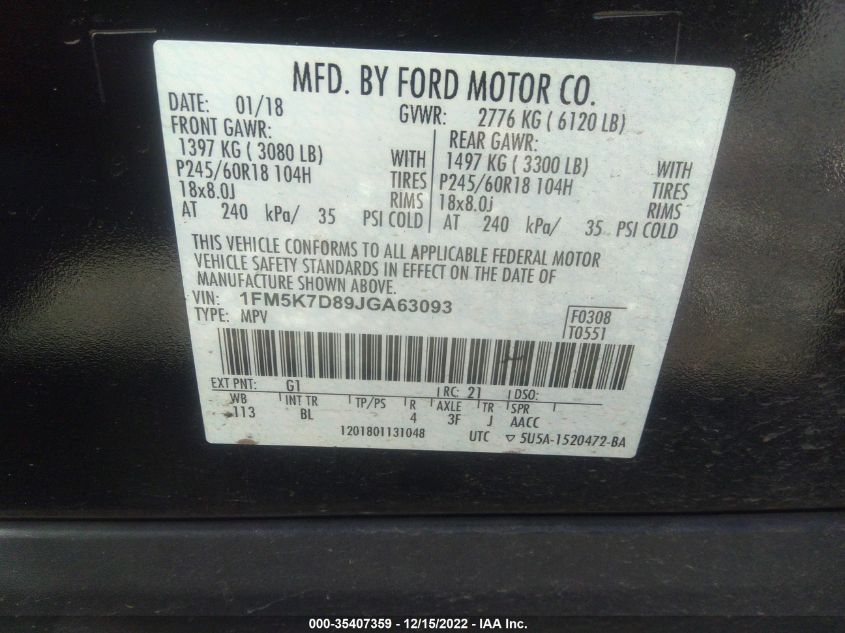 MFD. BY FORD MOTOR CO.
DATE: 01/18 GVWR: 2776 KG ( 6120 LB)
FRONT GAWR: REAR GAWR:
1397 KG ( 3080 LB) WITH 1497 KG ( 3300 LB) WITH
P245/60R18 104H TIRES P245/60R18 104H TIRES
18x8.0j RIMS 18x8.0j RIMS
AT 240 kPa/ 35 PSI COLD AT 240 kPa/ 35 PSI COLD
THIS VEHICLE CONFORMS TO ALL APPLICABLE FEDERAL MOTOR
VEHICLE SAFETY STANDARDS IN EFFECT ON THE DATE OF
MANUFACTURE SHOWN ABOVE.
VIN: 1FM5K7D89JGA63093 F0308
TYPE: MPV T0551
EXT PNT: G1 RC: 21 DSO:
WB INT TR TP/PS R AXLE TR SPR
113 BL 4 3F J AACC
1201801131048 UTC ▽ 5U5A-1520472-BA
000-35407359 - 12/15/2022 - IAA Inc.